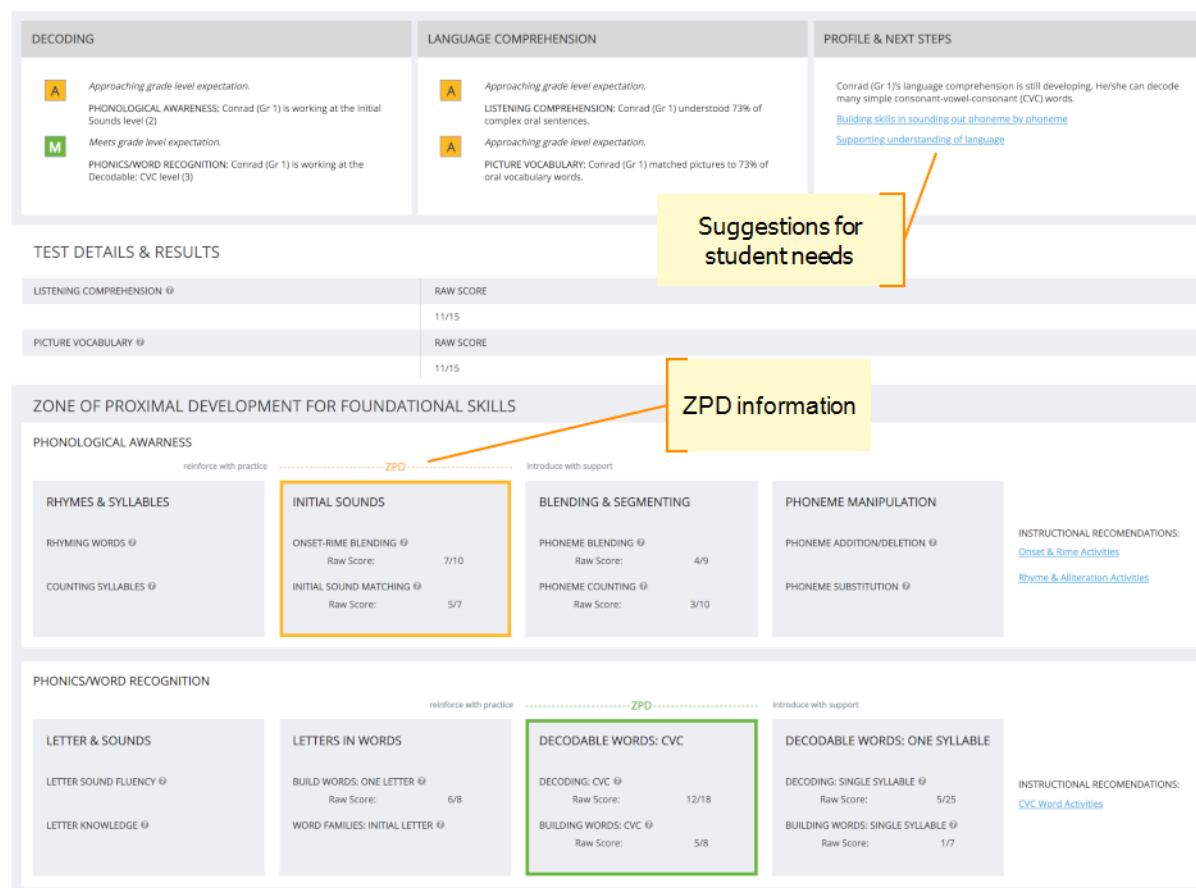 DECODING
A
Approaching grade level expectation.
PHONOLOGICAL AWARENESS: Conrad (Gr 1) is working at the Initial
Sounds level (2)
M
Meets grade level expectation.
PHONICS/WORD RECOGNITION: Conrad (Gr 1) is working at the
Decodable: CVC level (3)
LANGUAGE COMPREHENSION
A
Approaching grade level expectation.
LISTENING COMPREHENSION: Conrad (Gr 1) understood 73% of
complex oral sentences.
A
Approaching grade level expectation.
PICTURE VOCABULARY: Conrad (Gr 1) matched pictures to 73% of
oral vocabulary words.
PROFILE & NEXT STEPS
Conrad (Gr 1)'s language comprehension is still developing. He/she can decode
many simple consonant-vowel-consonant (CVC) words.
Building skills in sounding out phoneme by phoneme
Supporting understanding of language
Suggestions for
student needs
TEST DETAILS & RESULTS
LISTENING COMPREHENSION ?
RAW SCORE
11/15
PICTURE VOCABULARY ?
RAW SCORE
11/15
ZPD information
ZONE OF PROXIMAL DEVELOPMENT FOR FOUNDATIONAL SKILLS
PHONOLOGICAL AWARNESS
reinforce with practice
ZPD
introduce with support
RHYMES & SYLLABLES
RHYMING WORDS ?
COUNTING SYLLABLES ?
INITIAL SOUNDS
ONSET-RIME BLENDING ?
Raw Score: 7/10
INITIAL SOUND MATCHING ?
Raw Score: 5/7
BLENDING & SEGMENTING
PHONEME BLENDING ?
Raw Score: 4/9
PHONEME COUNTING ?
Raw Score: 3/10
PHONEME MANIPULATION
PHONEME ADDITION/DELETION ?
PHONEME SUBSTITUTION ?
INSTRUCTIONAL RECOMENDATIONS:
Onset & Rime Activities
Rhyme & Alliteration Activities
PHONICS/WORD RECOGNITION
reinforce with practice
ZPD
introduce with support
LETTER & SOUNDS
LETTER SOUND FLUENCY ?
LETTER KNOWLEDGE ?
LETTERS IN WORDS
BUILD WORDS: ONE LETTER ?
Raw Score: 6/8
WORD FAMILIES: INITIAL LETTER ?
DECODABLE WORDS: CVC
DECODING: CVC ?
Raw Score: 12/18
BUILDING WORDS: CVC ?
Raw Score: 5/8
DECODABLE WORDS: ONE SYLLABLE
DECODING: SINGLE SYLLABLE ?
Raw Score: 5/25
BUILDING WORDS: SINGLE SYLLABLE ?
Raw Score: 1/7
INSTRUCTIONAL RECOMENDATIONS:
CVC Word Activities